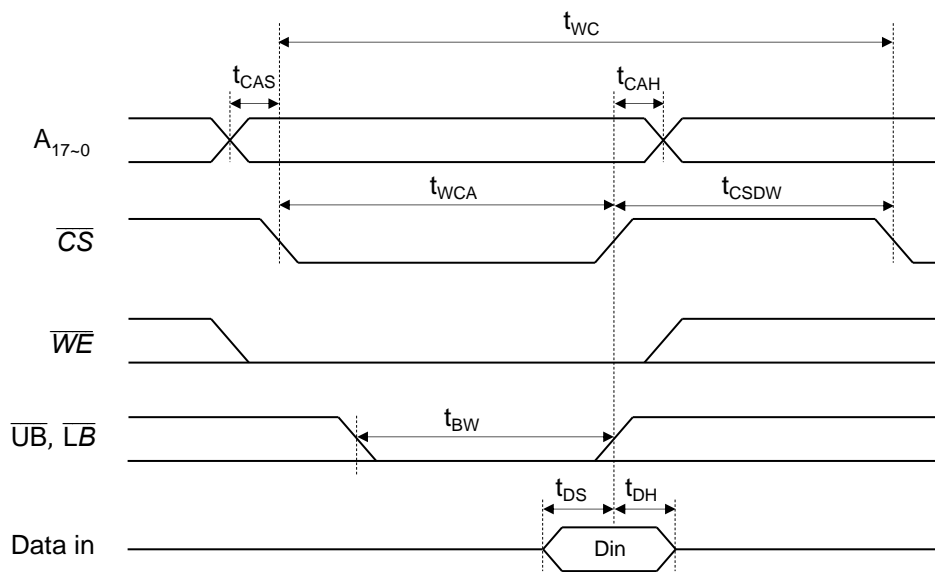 tWC
tCAS
tCAH
A17~0
tWCA
tCSDW
CS
WE
UB, LB
tBW
tDS
tDH
Data in
Din